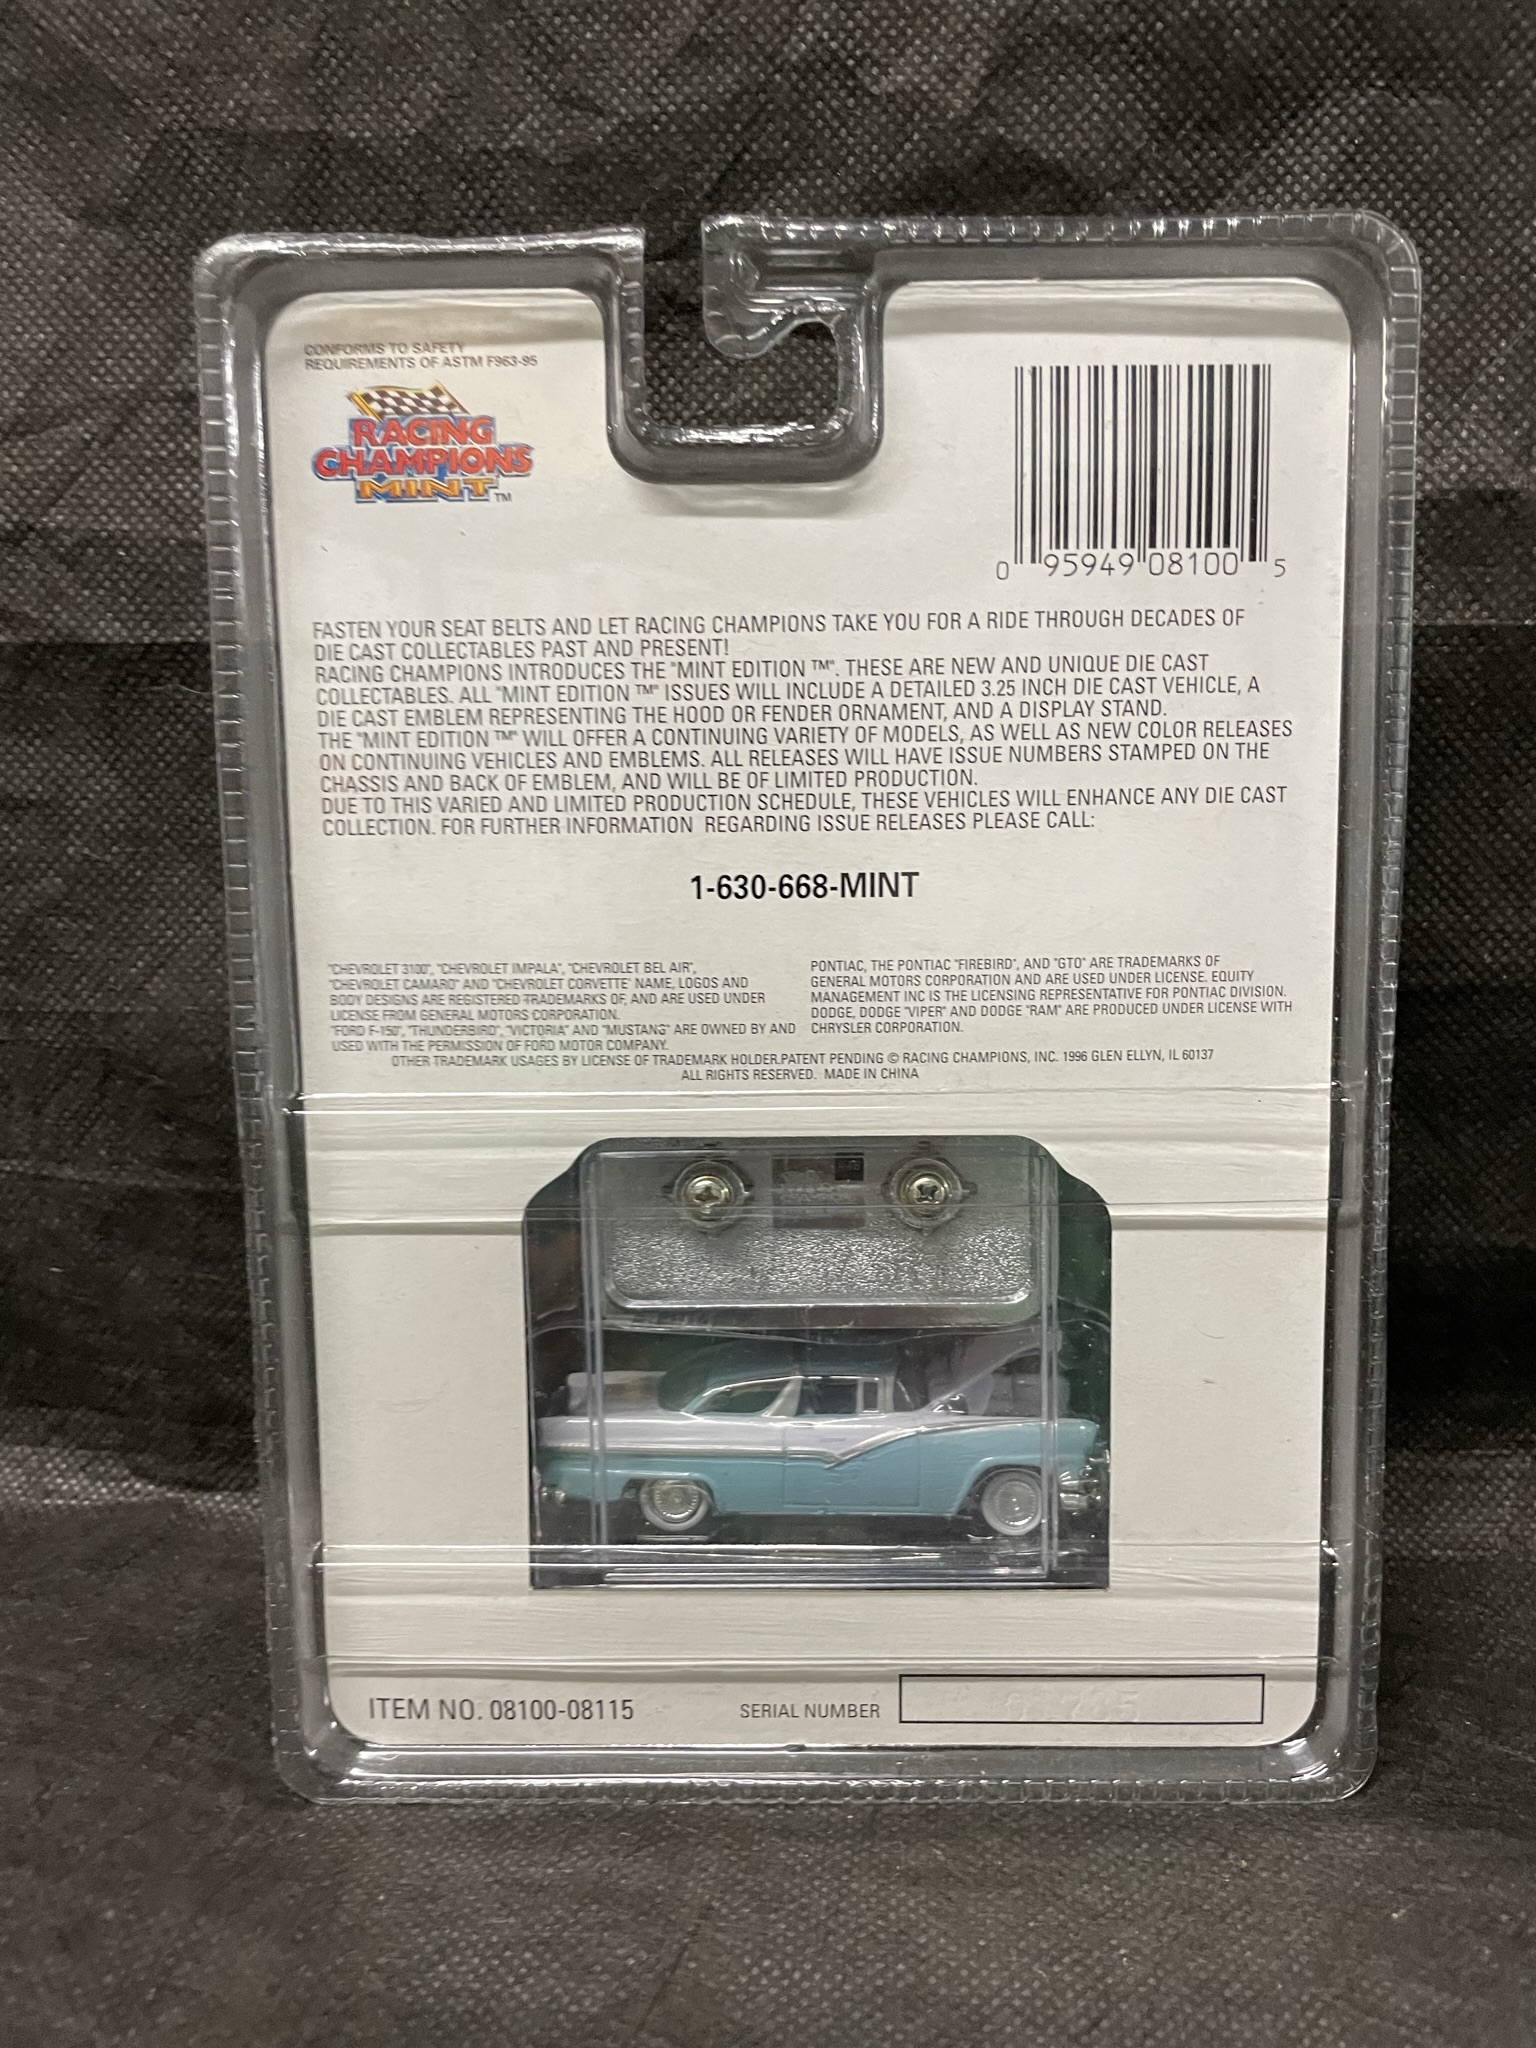 CONFORMS TO SAFETY
REQUIREMENTS OF ASTM F963-95
RACING
CHAMPIONS
MINT™
0 95949 08100 5
FASTEN YOUR SEAT BELTS AND LET RACING CHAMPIONS TAKE YOU FOR A RIDE THROUGH DECADES OF
DIE CAST COLLECTABLES PAST AND PRESENT!
RACING CHAMPIONS INTRODUCES THE "MINT EDITION ™". THESE ARE NEW AND UNIQUE DIE CAST
COLLECTABLES. ALL "MINT EDITION ™" ISSUES WILL INCLUDE A DETAILED 3.25 INCH DIE CAST VEHICLE, A
DIE CAST EMBLEM REPRESENTING THE HOOD OR FENDER ORNAMENT, AND A DISPLAY STAND.
THE "MINT EDITION ™" WILL OFFER A CONTINUING VARIETY OF MODELS, AS WELL AS NEW COLOR RELEASES
ON CONTINUING VEHICLES AND EMBLEMS. ALL RELEASES WILL HAVE ISSUE NUMBERS STAMPED ON THE
CHASSIS AND BACK OF EMBLEM, AND WILL BE OF LIMITED PRODUCTION.
DUE TO THIS VARIED AND LIMITED PRODUCTION SCHEDULE, THESE VEHICLES WILL ENHANCE ANY DIE CAST
COLLECTION. FOR FURTHER INFORMATION REGARDING ISSUE RELEASES PLEASE CALL:
1-630-668-MINT
"CHEVROLET 3100", "CHEVROLET IMPALA", "CHEVROLET BEL AIR",
"CHEVROLET CAMARO" AND "CHEVROLET CORVETTE" NAME, LOGOS AND
BODY DESIGNS ARE REGISTERED TRADEMARKS OF, AND ARE USED UNDER
LICENSE FROM GENERAL MOTORS CORPORATION.
"FORD F-150", "THUNDERBIRD", "VICTORIA" AND "MUSTANG" ARE OWNED BY AND
USED WITH THE PERMISSION OF FORD MOTOR COMPANY.
PONTIAC, THE PONTIAC "FIREBIRD", AND "GTO" ARE TRADEMARKS OF
GENERAL MOTORS CORPORATION AND ARE USED UNDER LICENSE. EQUITY
MANAGEMENT INC IS THE LICENSING REPRESENTATIVE FOR PONTIAC DIVISION.
DODGE, DODGE "VIPER" AND DODGE "RAM" ARE PRODUCED UNDER LICENSE WITH
CHRYSLER CORPORATION.
OTHER TRADEMARK USAGES BY LICENSE OF TRADEMARK HOLDER.PATENT PENDING © RACING CHAMPIONS, INC. 1996 GLEN ELLYN, IL 60137
ALL RIGHTS RESERVED. MADE IN CHINA
ITEM NO. 08100-08115
SERIAL NUMBER